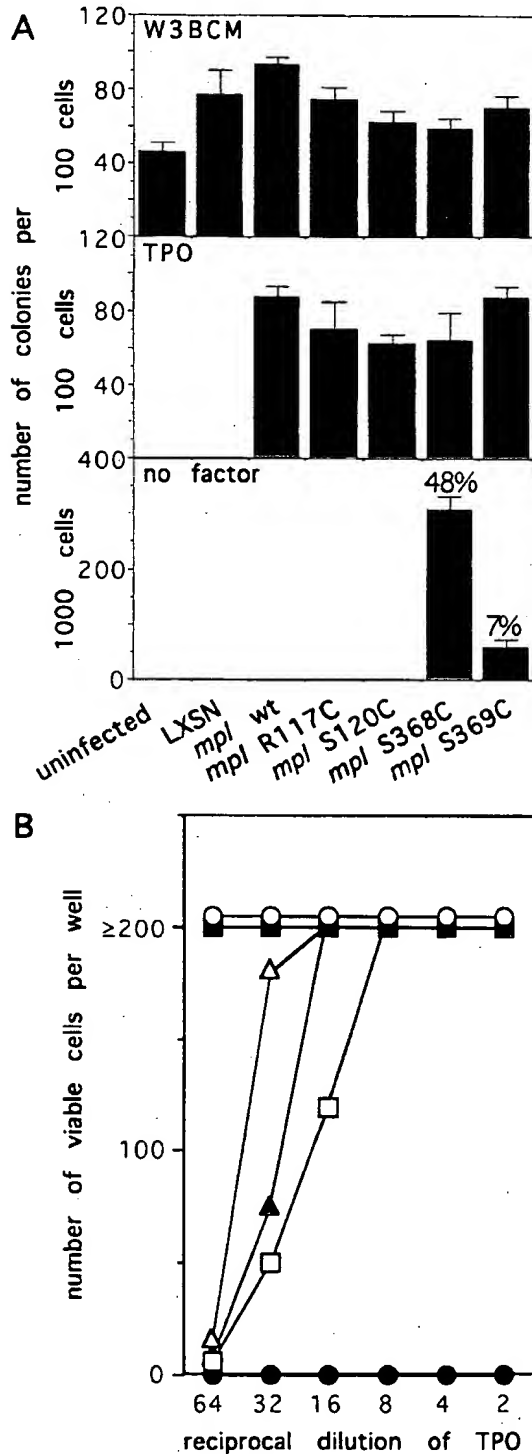 A
W3BCM
120
80
40
100 cells
TPO
120
80
40
100 cells
no factor
400
200
0
1000 cells
48%
7%
number of colonies per
uninfected
LXSN
mpl wt
mpl R117C
mpl S120C
mpl S368C
mpl S369C
B
≥200
100
0
number of viable cells per well
64 32 16 8 4 2
reciprocal dilution of TPO